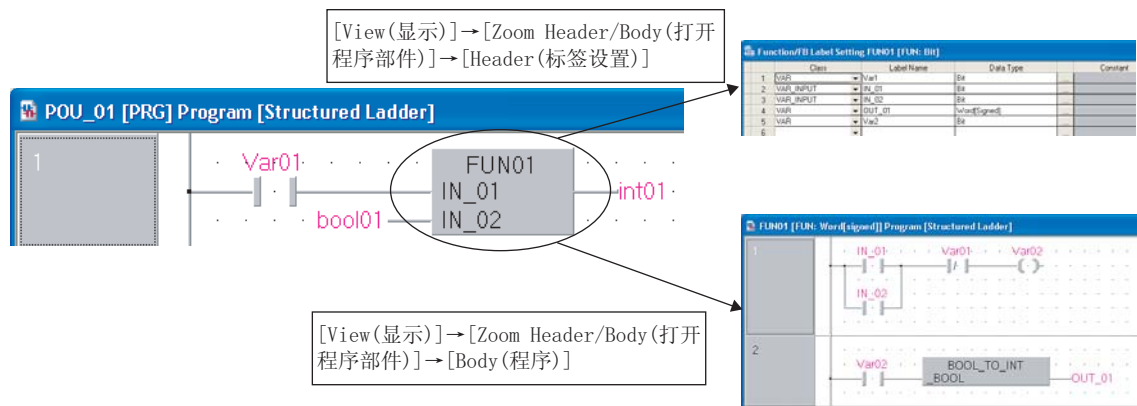 [View(显示)]→[Zoom Header/Body(打开
程序部件)]→[Header(标签设置)]
POU_01 [PRG] Program [Structured Ladder]
1
Var01
FUN01
IN_01
int01
bool01
IN_02
[View(显示)]→[Zoom Header/Body(打开
程序部件)]→[Body(程序)]
Function/FB Label Setting FUN01 [FUN: Bit]
Class Label Name Data Type Constant
1 VAR Var1 Bit
2 VAR_INPUT IN_01 Bit
3 VAR_INPUT IN_02 Bit
4 VAR OUT_01 Word[Signed]
5 VAR Var2 Bit
6
FUN01 [FUN: Word[signed]] Program [Structured Ladder]
1
IN_01 Var01 Var02
IN_02
2
Var02 BOOL_TO_INT
_BOOL OUT_01